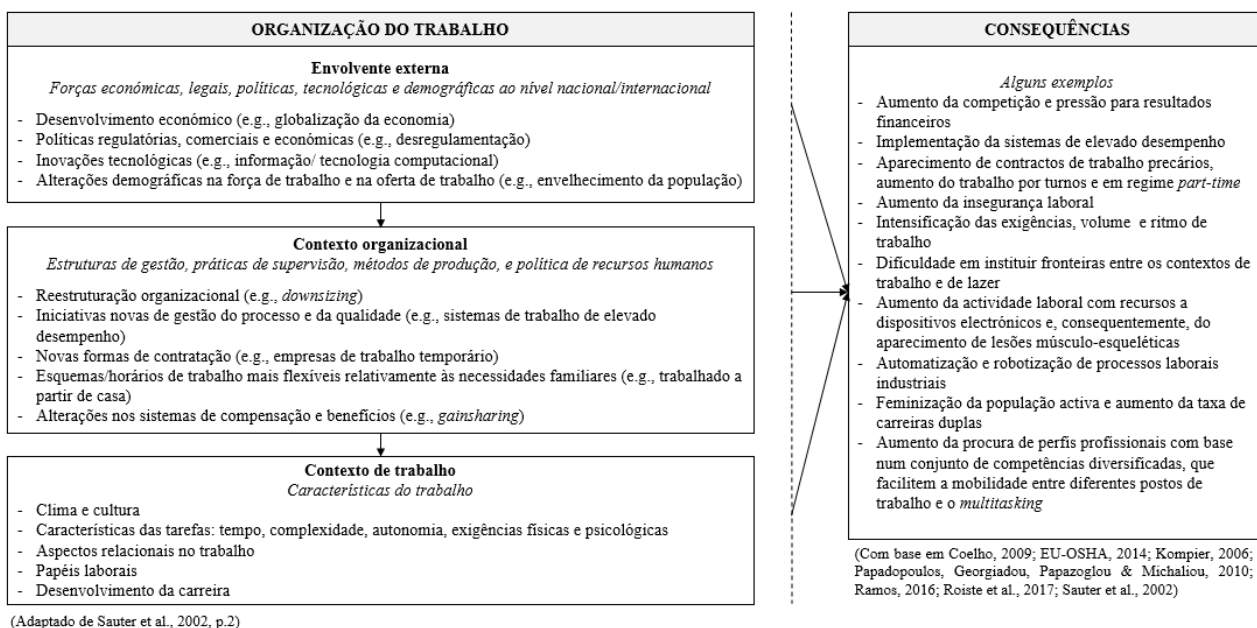 ORGANIZAÇÃO DO TRABALHO
Envolvente externa
Forças económicas, legais, políticas, tecnológicas e demográficas ao nível nacional/internacional
- Desenvolvimento económico (e.g., globalização da economia)
- Políticas regulatórias, comerciais e económicas (e.g., desregulamentação)
- Inovações tecnológicas (e.g., informação/ tecnologia computacional)
- Alterações demográficas na força de trabalho e na oferta de trabalho (e.g., envelhecimento da população)
Contexto organizacional
Estruturas de gestão, práticas de supervisão, métodos de produção, e política de recursos humanos
- Reestruturação organizacional (e.g., downsizing)
- Iniciativas novas de gestão do processo e da qualidade (e.g., sistemas de trabalho de elevado
desempenho)
- Novas formas de contratação (e.g., empresas de trabalho temporário)
- Esquemas/horários de trabalho mais flexíveis relativamente às necessidades familiares (e.g., trabalhado a
partir de casa)
- Alterações nos sistemas de compensação e benefícios (e.g., gainsharing)
Contexto de trabalho
Características do trabalho
- Clima e cultura
- Características das tarefas: tempo, complexidade, autonomia, exigências físicas e psicológicas
- Aspectos relacionais no trabalho
- Papéis laborais
- Desenvolvimento da carreira
(Adaptado de Sauter et al., 2002, p.2)
CONSEQUÊNCIAS
Alguns exemplos
- Aumento da competição e pressão para resultados
financeiros
- Implementação da sistemas de elevado desempenho
- Aparecimento de contractos de trabalho precários,
aumento do trabalho por turnos e em regime part-time
- Aumento da insegurança laboral
- Intensificação das exigências, volume e ritmo de
trabalho
- Dificuldade em instituir fronteiras entre os contextos de
trabalho e de lazer
- Aumento da actividade laboral com recursos a
dispositivos electrónicos e, consequentemente, do
aparecimento de lesões músculo-esqueléticas
- Automatização e robotização de processos laborais
industriais
- Feminização da população activa e aumento da taxa de
carreiras duplas
- Aumento da procura de perfis profissionais com base
num conjunto de competências diversificadas, que
facilitem a mobilidade entre diferentes postos de
trabalho e o multitasking
(Com base em Coelho, 2009; EU-OSHA, 2014; Kompier, 2006;
Papadopoulos, Georgiadou, Papazoglou & Michaliou, 2010;
Ramos, 2016; Roiste et al., 2017; Sauter et al., 2002)